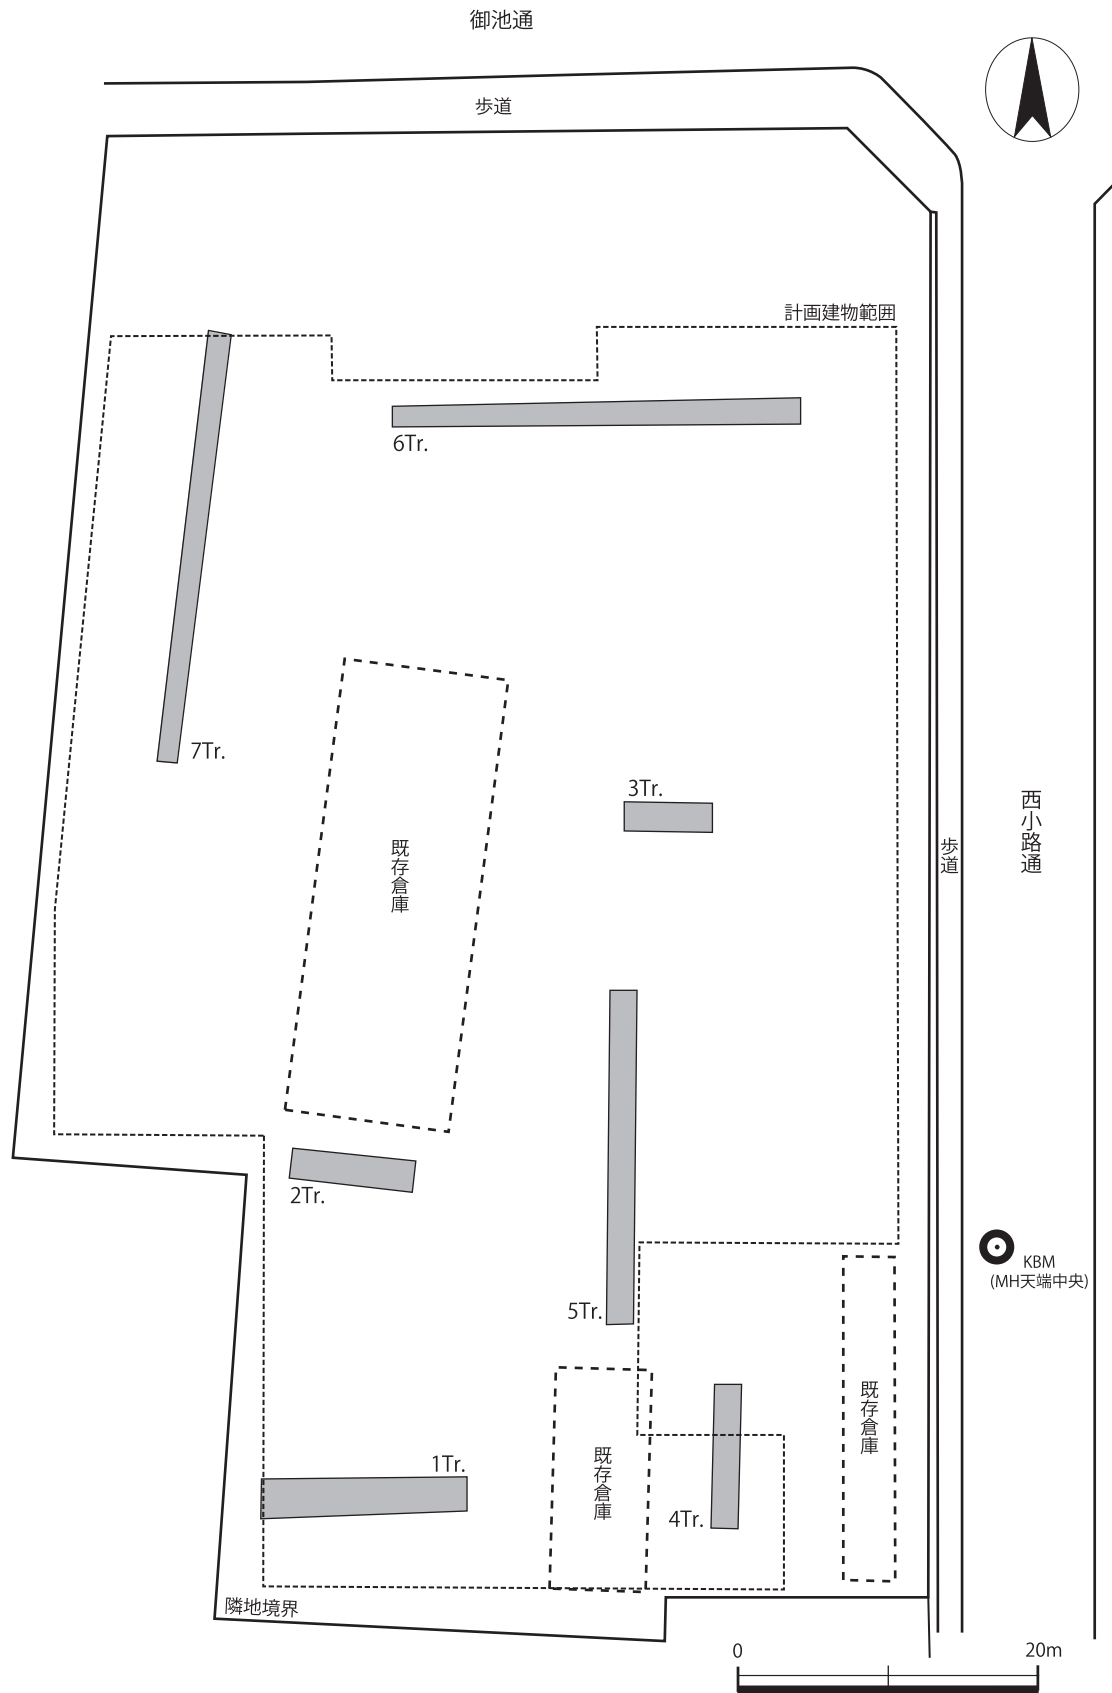 御池通
歩道
計画建物範囲
6Tr.
7Tr.
3Tr.
西小路通
歩道
既存倉庫
2Tr.
KBM
(MH天端中央)
5Tr.
既存倉庫
1Tr.
既存倉庫
4Tr.
隣地境界
0
20m